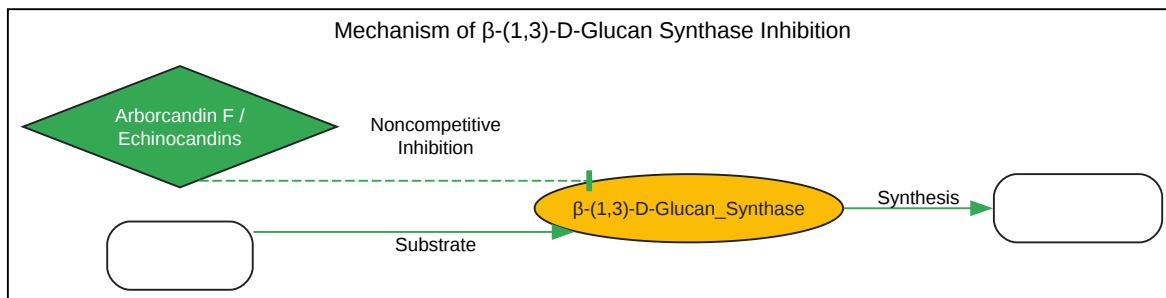 Mechanism of β-(1,3)-D-Glucan Synthase Inhibition
Arborcandin F /
Echinocandins
Noncompetitive
Inhibition
β-(1,3)-D-Glucan_Synthase
Synthesis
Substrate